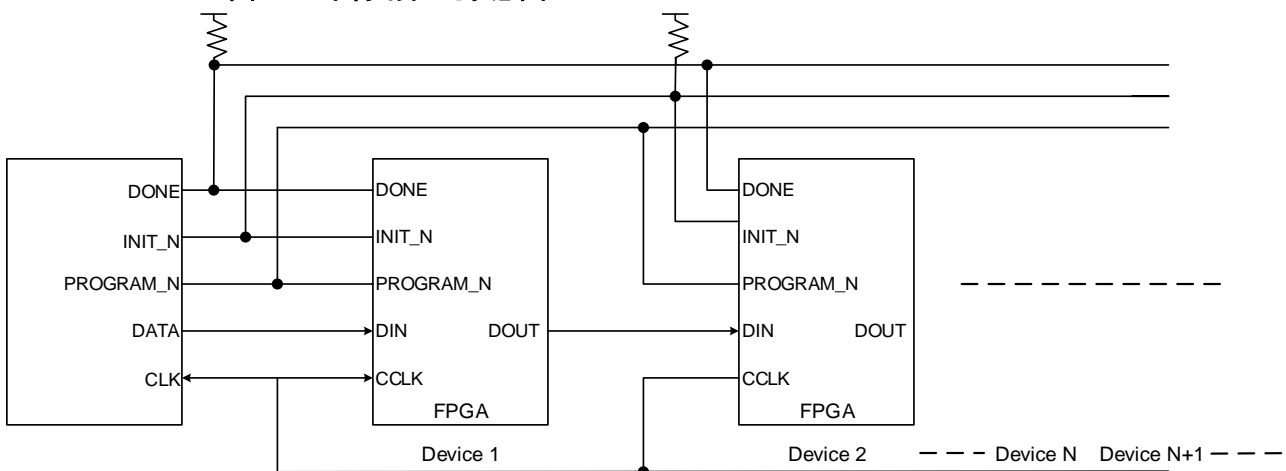 DONE
INIT_N
PROGRAM_N
DATA
CLK
DONE
INIT_N
PROGRAM_N
DIN
DOUT
CCLK
FPGA
DONE
INIT_N
PROGRAM_N
DIN
DOUT
CCLK
FPGA
Device 1
Device 2
Device N
Device N+1